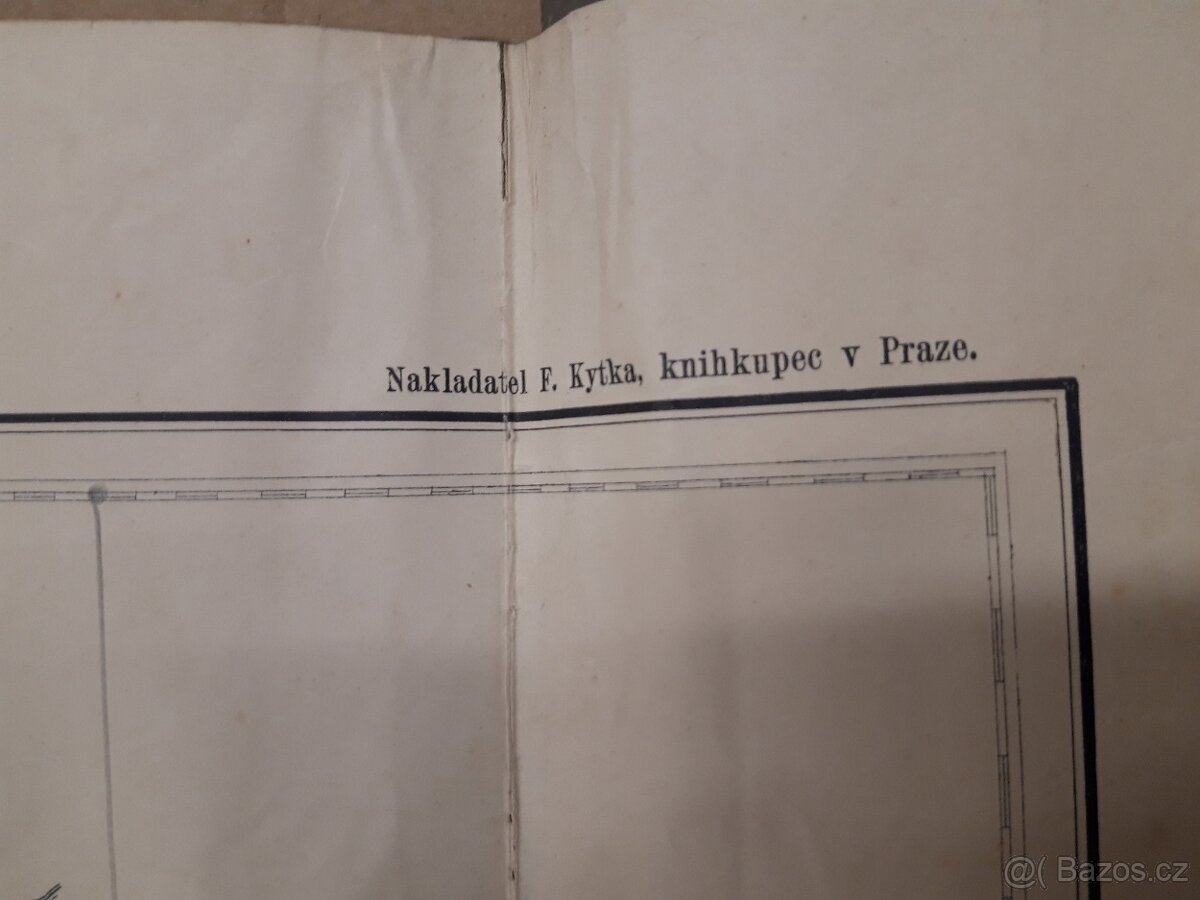 Nakladatel F. Kytka, knihkupec v Praze.
@( Bazos.cz